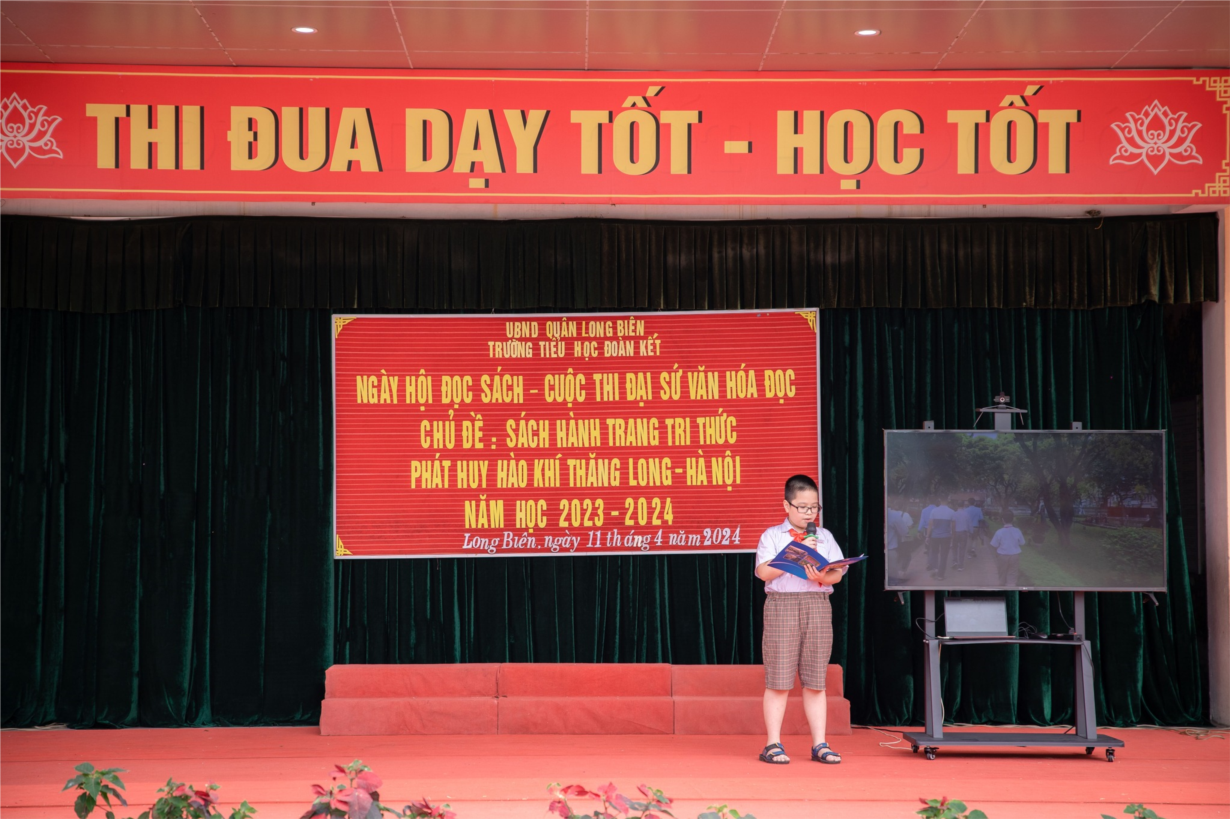 THI ĐUA DẠY TỐT - HỌC TỐT
UBND QUẬN LONG BIÊN
TRƯỜNG TIỂU HỌC ĐOÀN KẾT
NGÀY HỘI ĐỌC SÁCH - CUỘC THI ĐẠI SỨ VĂN HÓA ĐỌC
CHỦ ĐỀ : SÁCH HÀNH TRANG TRI THỨC
PHÁT HUY HÀO KHÍ THĂNG LONG - HÀ NỘI
NĂM HỌC 2023 - 2024
Long Biên, ngày 11 tháng 4 năm 2024